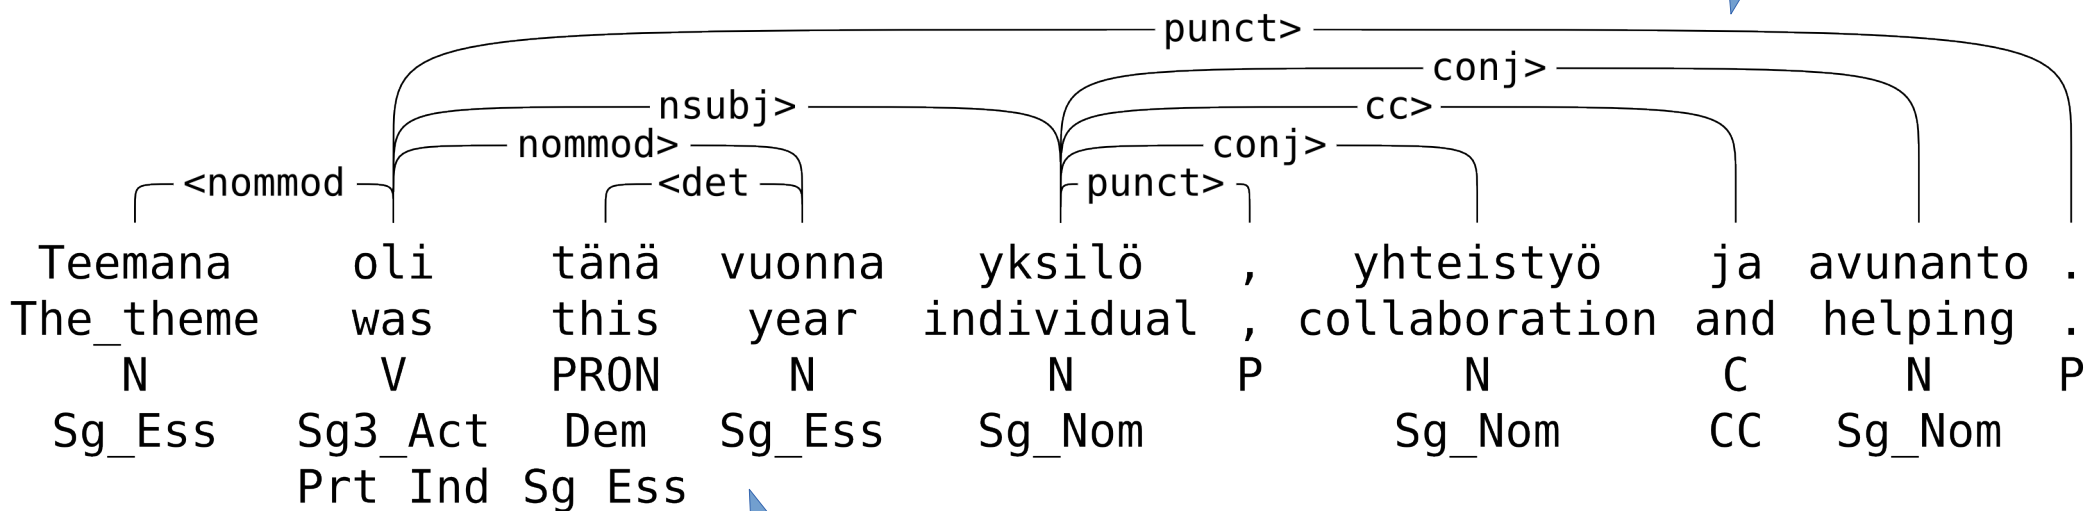 punct>
conj>
nsubj> cc>
nommod> conj>
<nommod <det punct>
Teemana oli tänä vuonna yksilö , yhteistyö ja avunanto .
The_theme was this year individual , collaboration and helping .
N V PRON N N P N C N P
Sg_Ess Sg3_Act Dem Sg_Ess Sg_Nom Sg_Nom CC Sg_Nom
Prt Ind Sg Ess